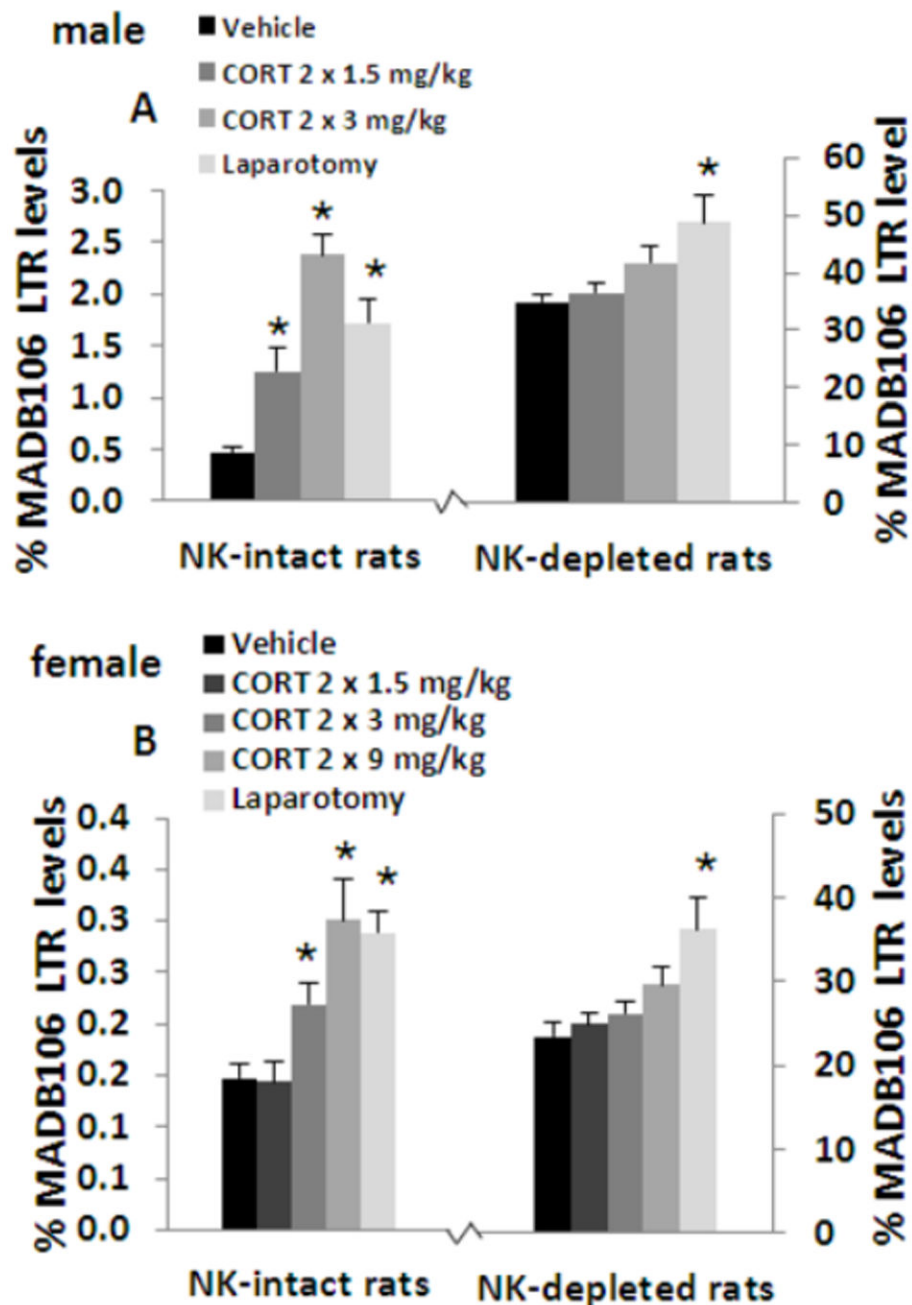 male
Vehicle
CORT 2 x 1.5 mg/kg
A
CORT 2 x 3 mg/kg
Laparotomy
% MADB106 LTR levels
3.0
2.5
2.0
1.5
1.0
0.5
0.0
* * *
*
60
50
40
30
20
10
0
% MADB106 LTR level
NK-intact rats
NK-depleted rats
female
Vehicle
CORT 2 x 1.5 mg/kg
B
CORT 2 x 3 mg/kg
CORT 2 x 9 mg/kg
Laparotomy
% MADB106 LTR levels
0.4
0.4
0.3
0.3
0.2
0.2
0.1
0.1
0.0
* * *
*
50
40
30
20
10
0
% MADB106 LTR levels
NK-intact rats
NK-depleted rats